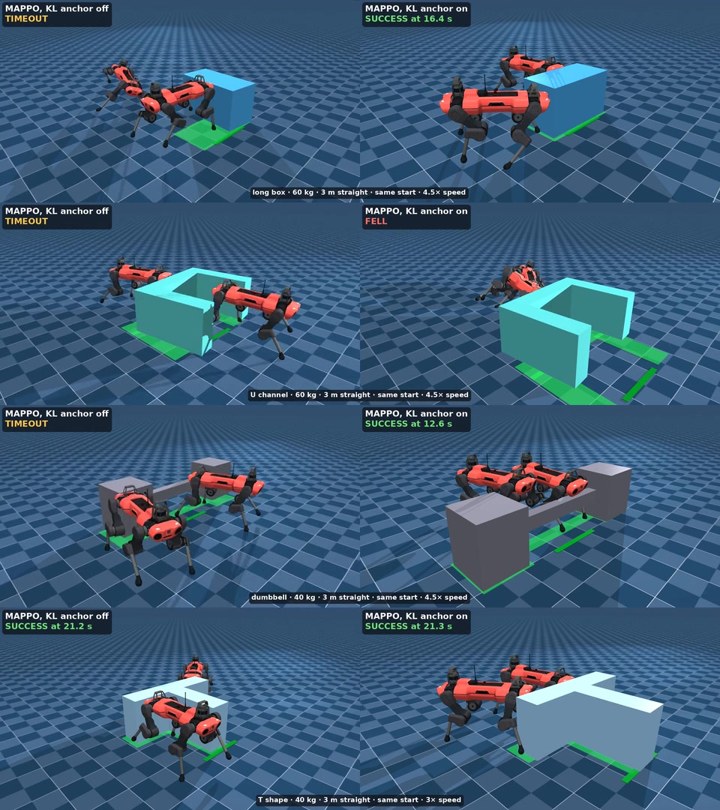 MAPPO, KL anchor off
TIMEOUT
MAPPO, KL anchor on
SUCCESS at 16.4 s
long box · 60 kg · 3 m straight · same start · 4.5× speed
MAPPO, KL anchor off
TIMEOUT
MAPPO, KL anchor on
FELL
U channel · 60 kg · 3 m straight · same start · 4.5× speed
MAPPO, KL anchor off
TIMEOUT
MAPPO, KL anchor on
SUCCESS at 12.6 s
dumbbell · 40 kg · 3 m straight · same start · 4.5× speed
MAPPO, KL anchor off
SUCCESS at 21.2 s
MAPPO, KL anchor on
SUCCESS at 21.3 s
T shape · 40 kg · 3 m straight · same start · 3× speed